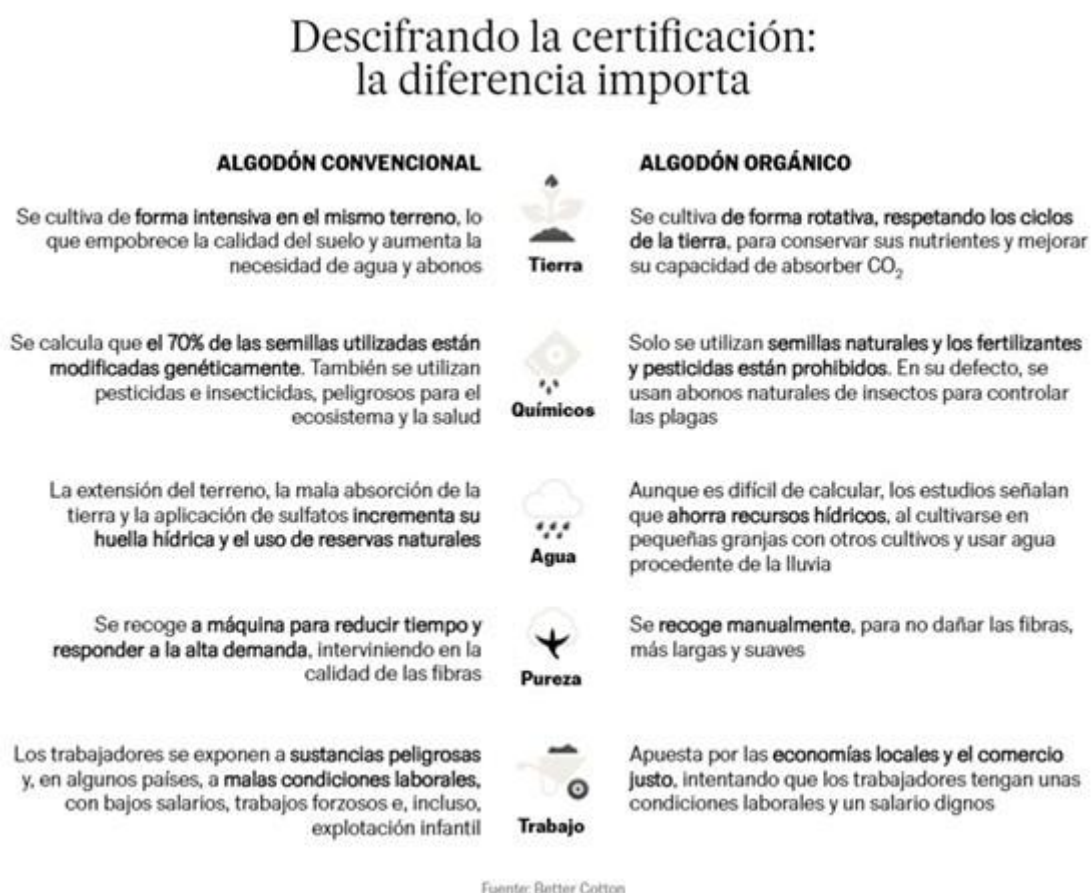 Descifrando la certificación:
la diferencia importa
ALGODÓN CONVENCIONAL
ALGODÓN ORGÁNICO
Se cultiva de forma intensiva en el mismo terreno, lo
que empobrece la calidad del suelo y aumenta la
necesidad de agua y abonos
Tierra
Se cultiva de forma rotativa, respetando los ciclos
de la tierra, para conservar sus nutrientes y mejorar
su capacidad de absorber CO₂
Se calcula que el 70% de las semillas utilizadas están
modificadas genéticamente. También se utilizan
pesticidas e insecticidas, peligrosos para el
ecosistema y la salud
Químicos
Solo se utilizan semillas naturales y los fertilizantes
y pesticidas están prohibidos. En su defecto, se
usan abonos naturales de insectos para controlar
las plagas
La extensión del terreno, la mala absorción de la
tierra y la aplicación de sulfatos incrementa su
huella hídrica y el uso de reservas naturales
Agua
Aunque es difícil de calcular, los estudios señalan
que ahorra recursos hídricos, al cultivarse en
pequeñas granjas con otros cultivos y usar agua
procedente de la lluvia
Se recoge a máquina para reducir tiempo y
responder a la alta demanda, interviniendo en la
calidad de las fibras
Pureza
Se recoge manualmente, para no dañar las fibras,
más largas y suaves
Los trabajadores se exponen a sustancias peligrosas
y, en algunos países, a malas condiciones laborales,
con bajos salarios, trabajos forzosos e, incluso,
explotación infantil
Trabajo
Apuesta por las economías locales y el comercio
justo, intentando que los trabajadores tengan unas
condiciones laborales y un salario dignos
Fuente: Better Cotton